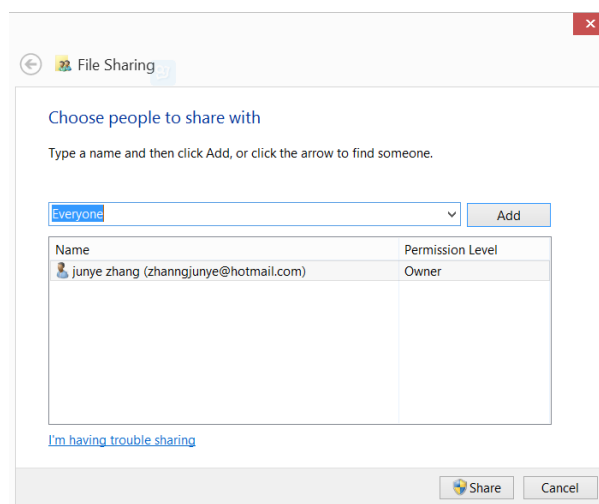 File Sharing
Choose people to share with
Type a name and then click Add, or click the arrow to find someone.
Everyone
Add
Name Permission Level
junye zhang (zhanngjunye@hotmail.com) Owner
I'm having trouble sharing
Share Cancel